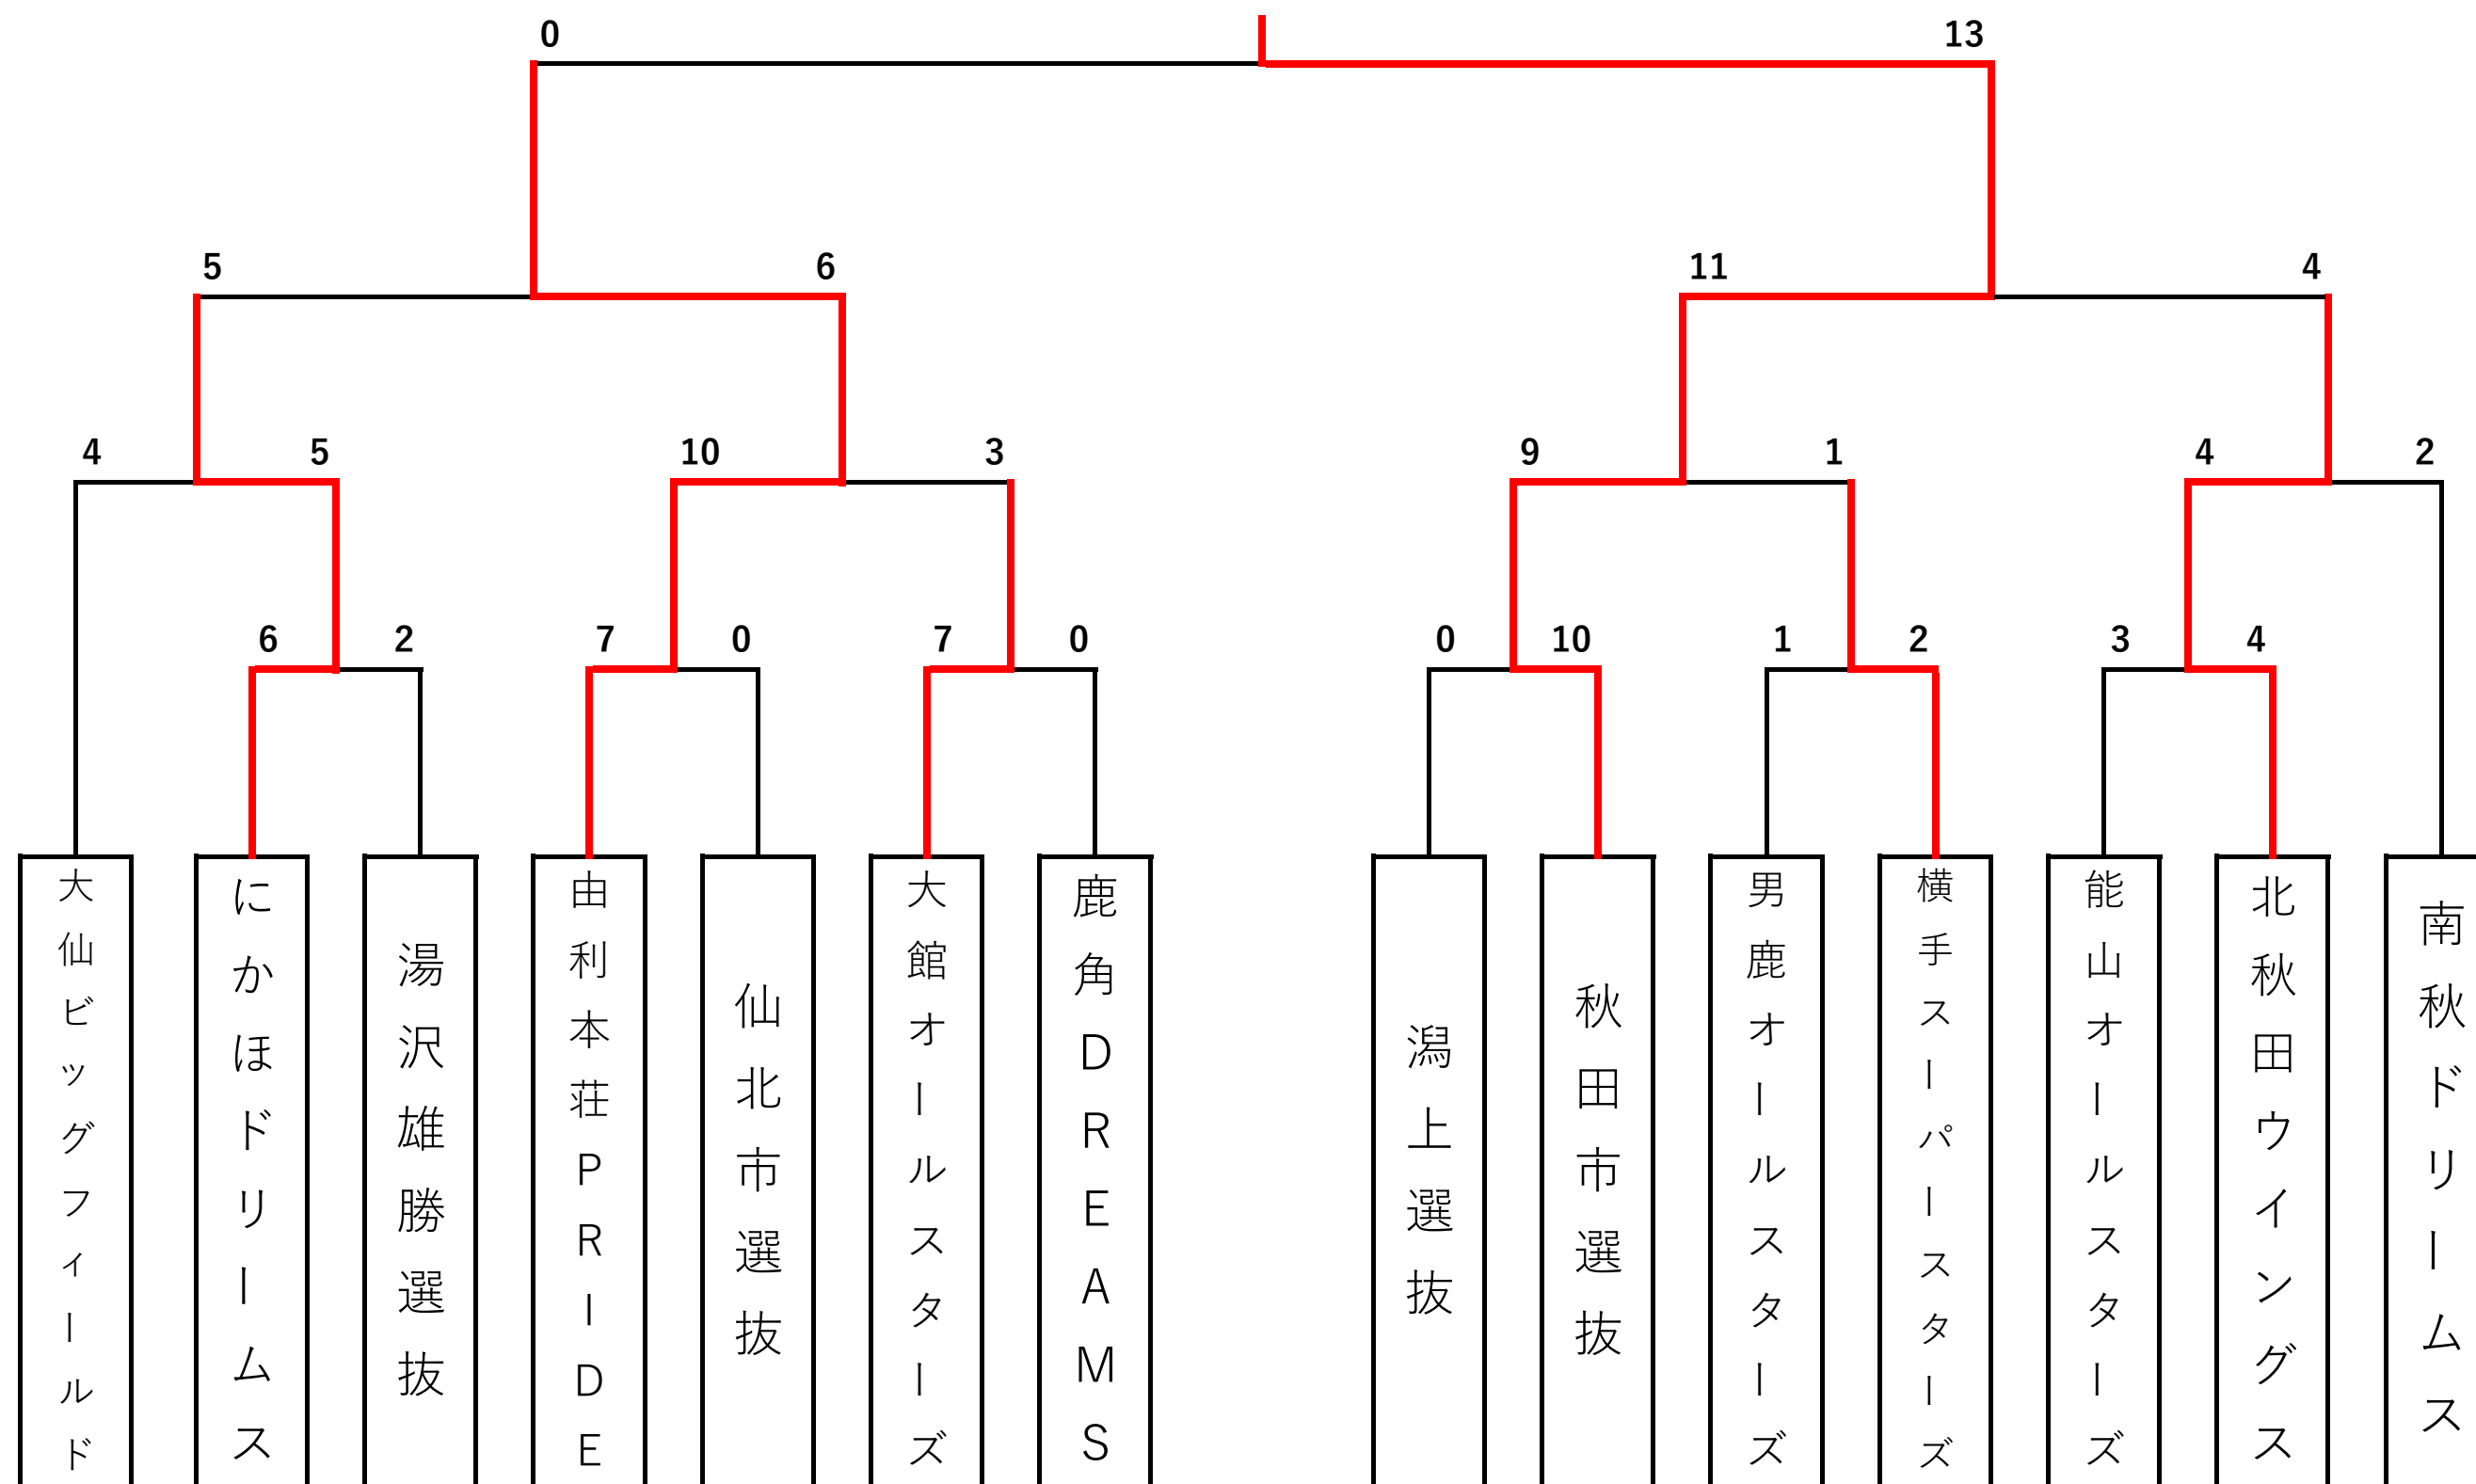 0 13
5 6 11 4
4 5 10 3 9 1 4 2
6 2 7 0 7 0 0 10 1 2 3 4
大仙ビッグフィールド
にかほドリームス
湯沢雄勝選抜
由利本荘PRIDE
仙北市選抜
大館オールスターズ
鹿角DREAMS
潟上選抜
秋田市選抜
男鹿オールスターズ
横手スーパースターズ
能山オールスターズ
北秋田ウイングス
南秋ドリームス